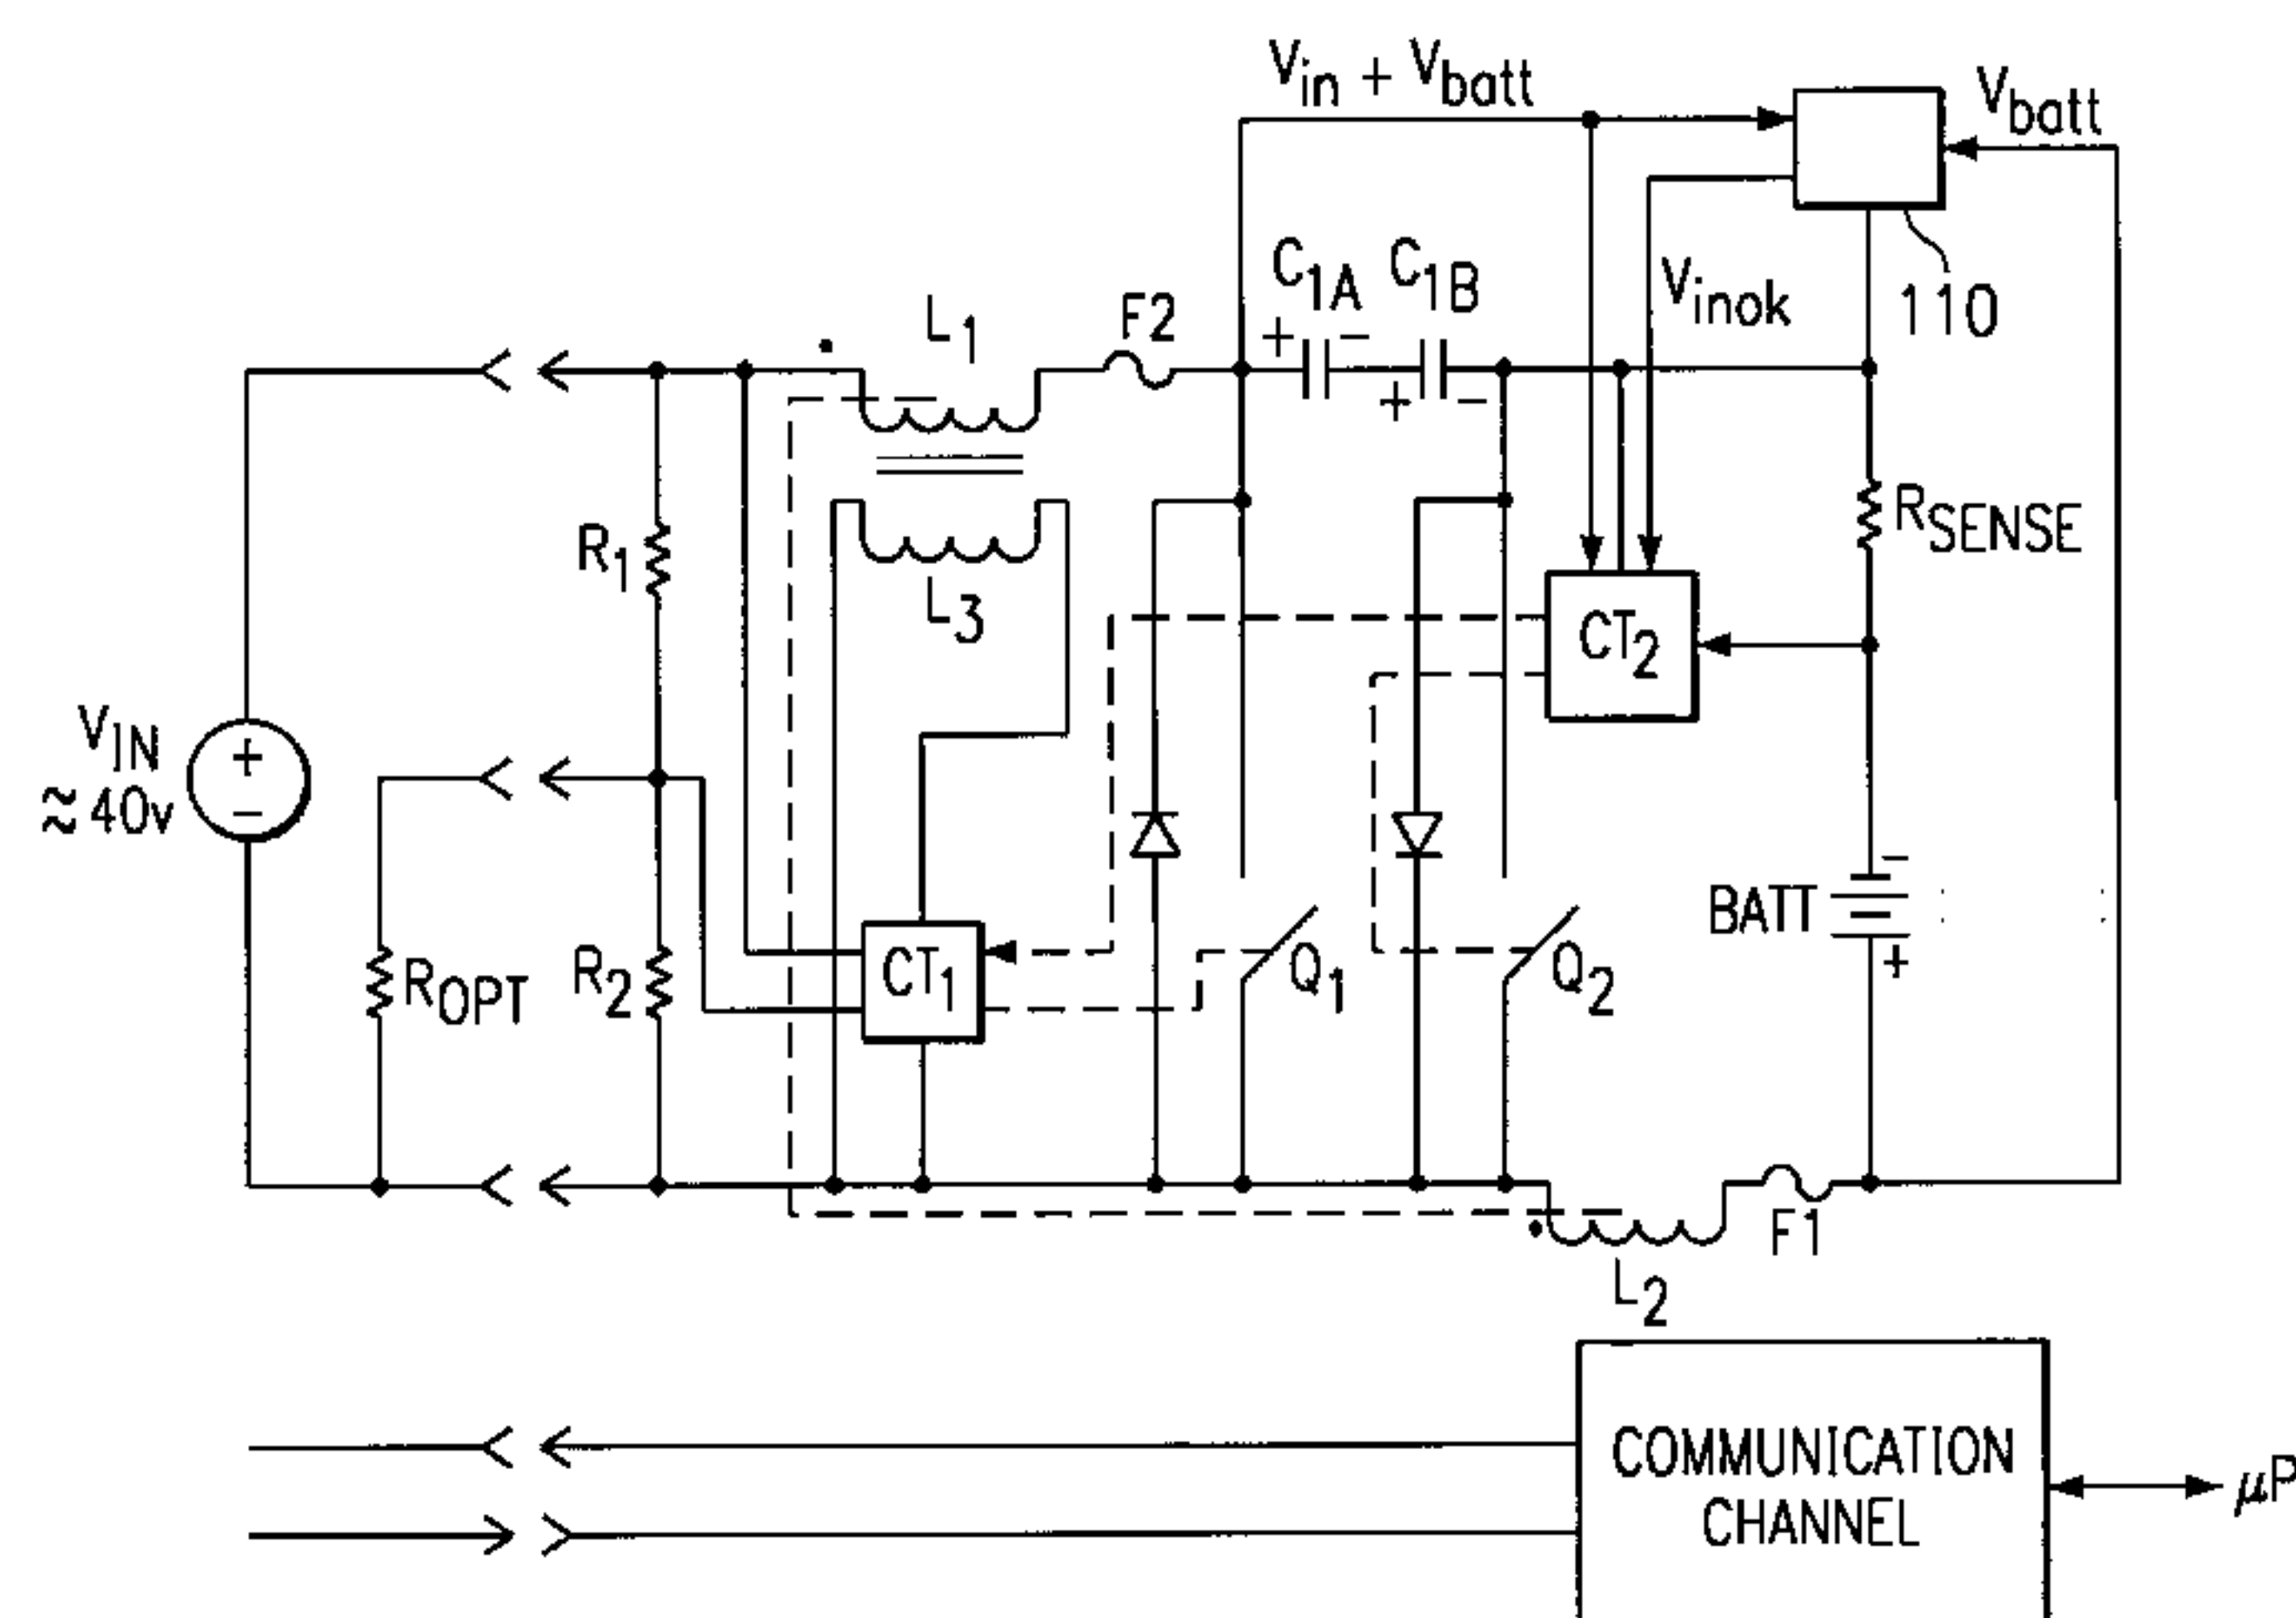 V_in + V_batt
V_batt
C_1A C_1B
V_inok
110
L_1
F2
R_SENSE
R_1
L_3
CT_2
V_IN
≈ 40v
+
−
BATT
−
+
R_OPT
R_2
CT_1
Q_1
Q_2
F1
L_2
COMMUNICATION
CHANNEL
μP